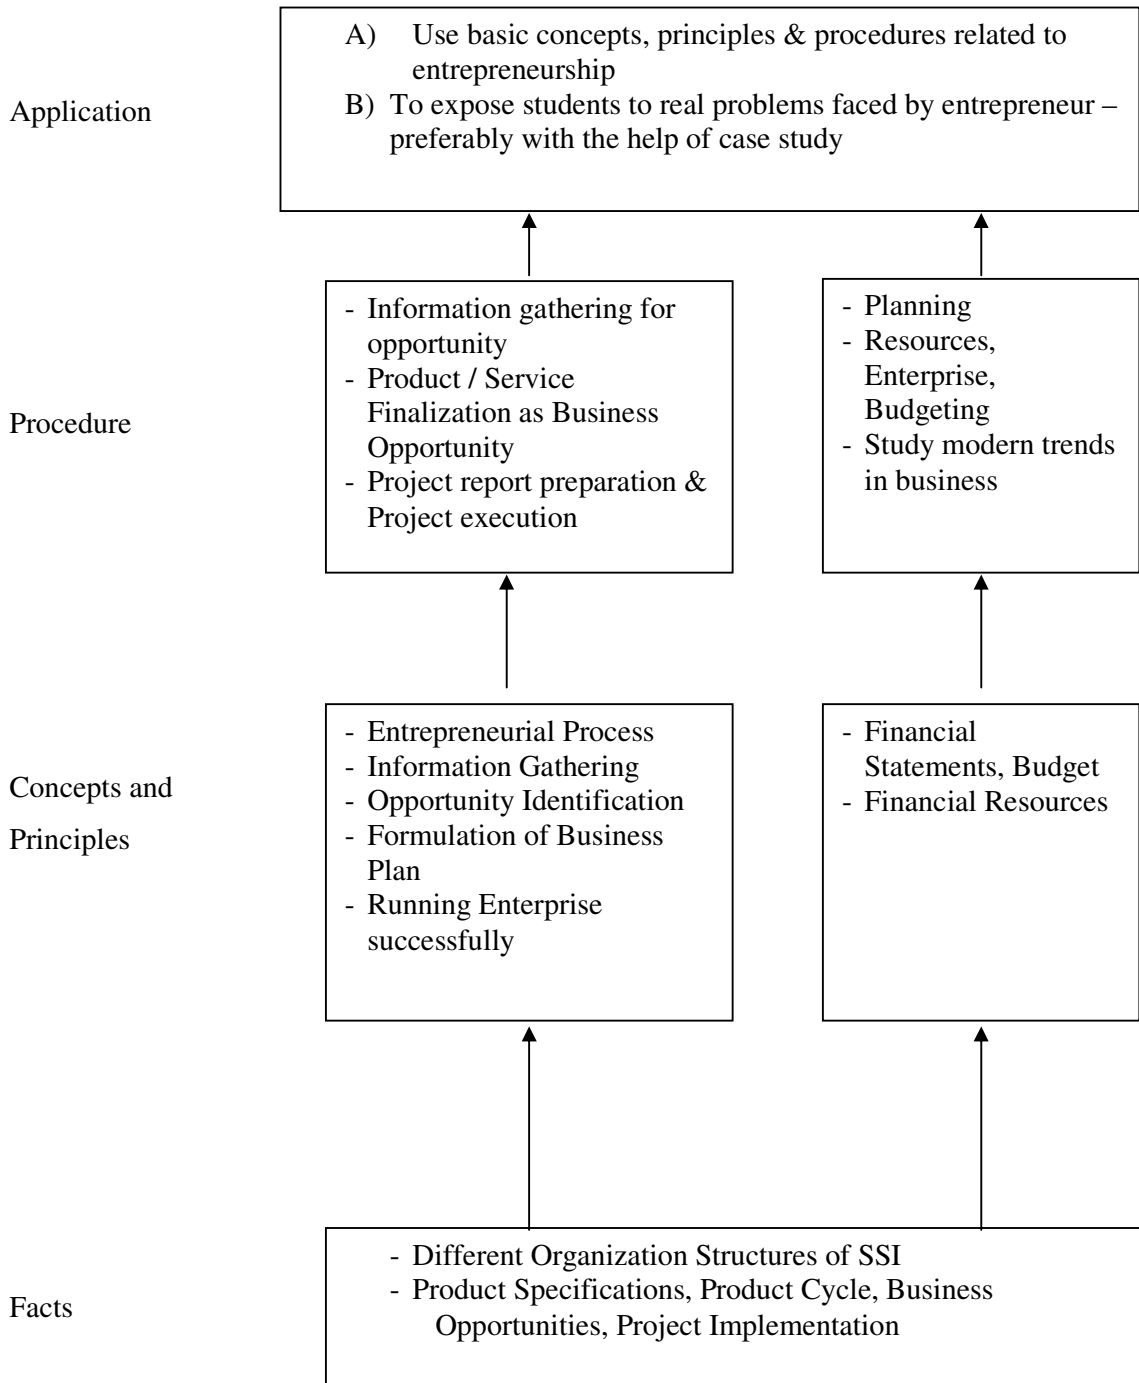 A) Use basic concepts, principles & procedures related to
entrepreneurship
Application
B) To expose students to real problems faced by entrepreneur –
preferably with the help of case study
Procedure
- Information gathering for
opportunity
- Product / Service
Finalization as Business
Opportunity
- Project report preparation &
Project execution
- Planning
- Resources,
Enterprise,
Budgeting
- Study modern trends
in business
Concepts and
Principles
- Entrepreneurial Process
- Information Gathering
- Opportunity Identification
- Formulation of Business
Plan
- Running Enterprise
successfully
- Financial
Statements, Budget
- Financial Resources
Facts
- Different Organization Structures of SSI
- Product Specifications, Product Cycle, Business
Opportunities, Project Implementation